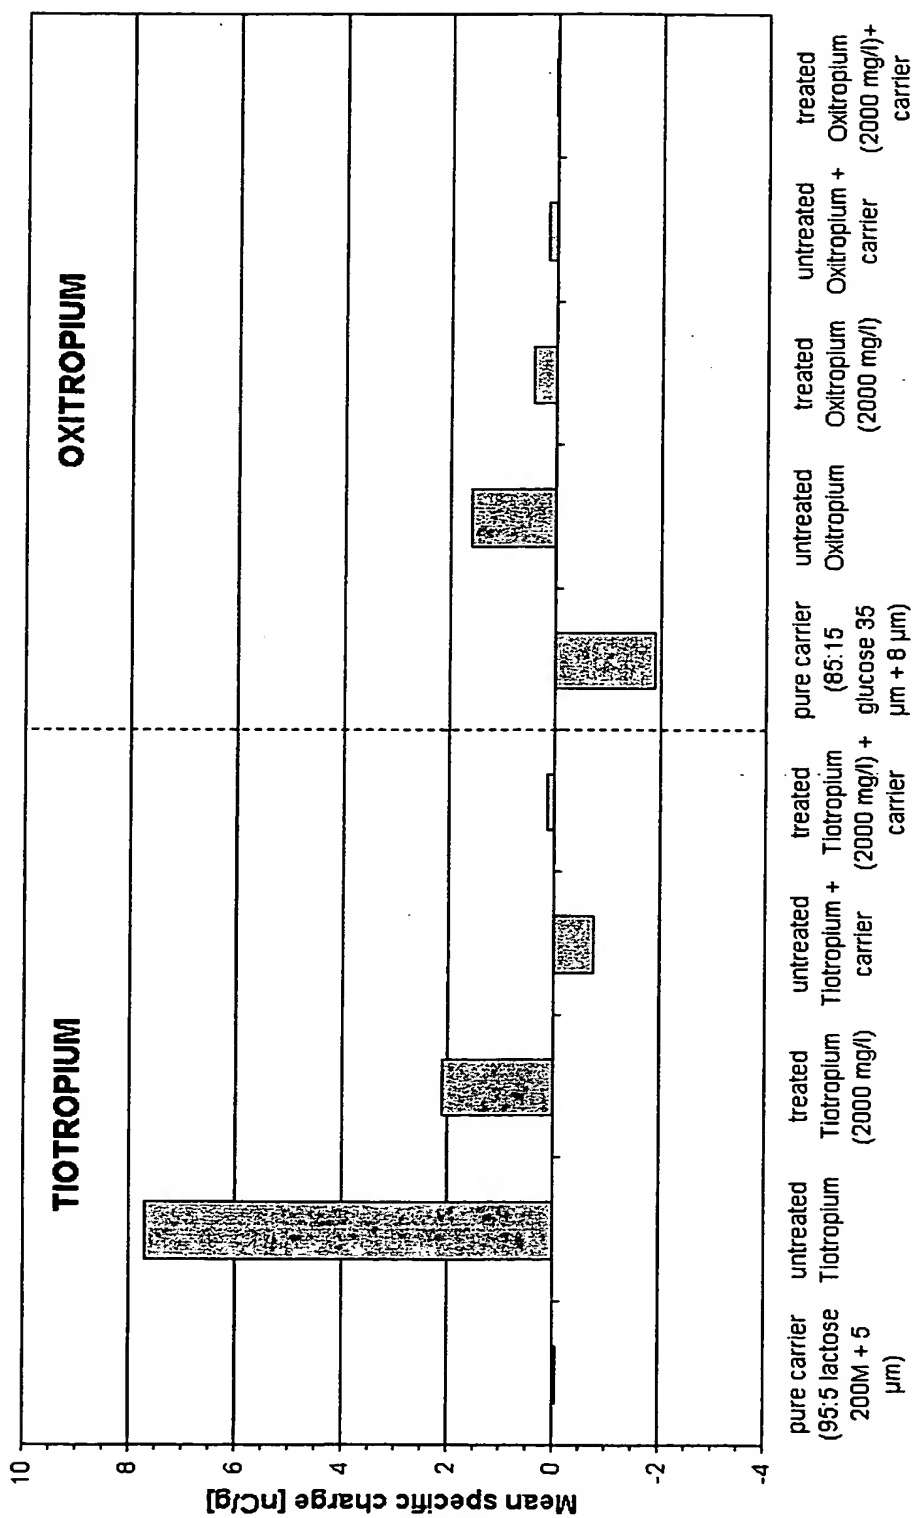 TIOTROPIUM
OXITROPIUM
Mean specific charge [nC/g]
10
8
6
4
2
0
-2
-4
pure carrier
(95:5 lactose
200M + 5
µm)
untreated
Tiotropium
treated
Tiotropium
(2000 mg/l)
untreated
Tiotropium +
carrier
treated
Tiotropium
(2000 mg/l) +
carrier
pure carrier
(85:15
glucose 35
µm + 8 µm)
untreated
Oxitropium
treated
Oxitropium
(2000 mg/l)
untreated
Oxitropium +
carrier
treated
Oxitropium
(2000 mg/l)+
carrier